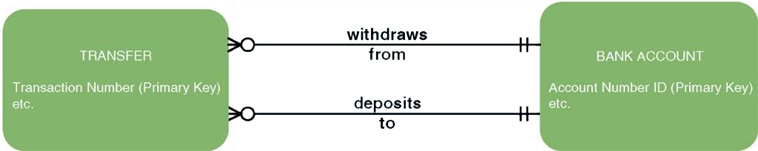 TRANSFER
Transaction Number (Primary Key)
etc.
withdraws
from
deposits
to
BANK ACCOUNT
Account Number ID (Primary Key)
etc.